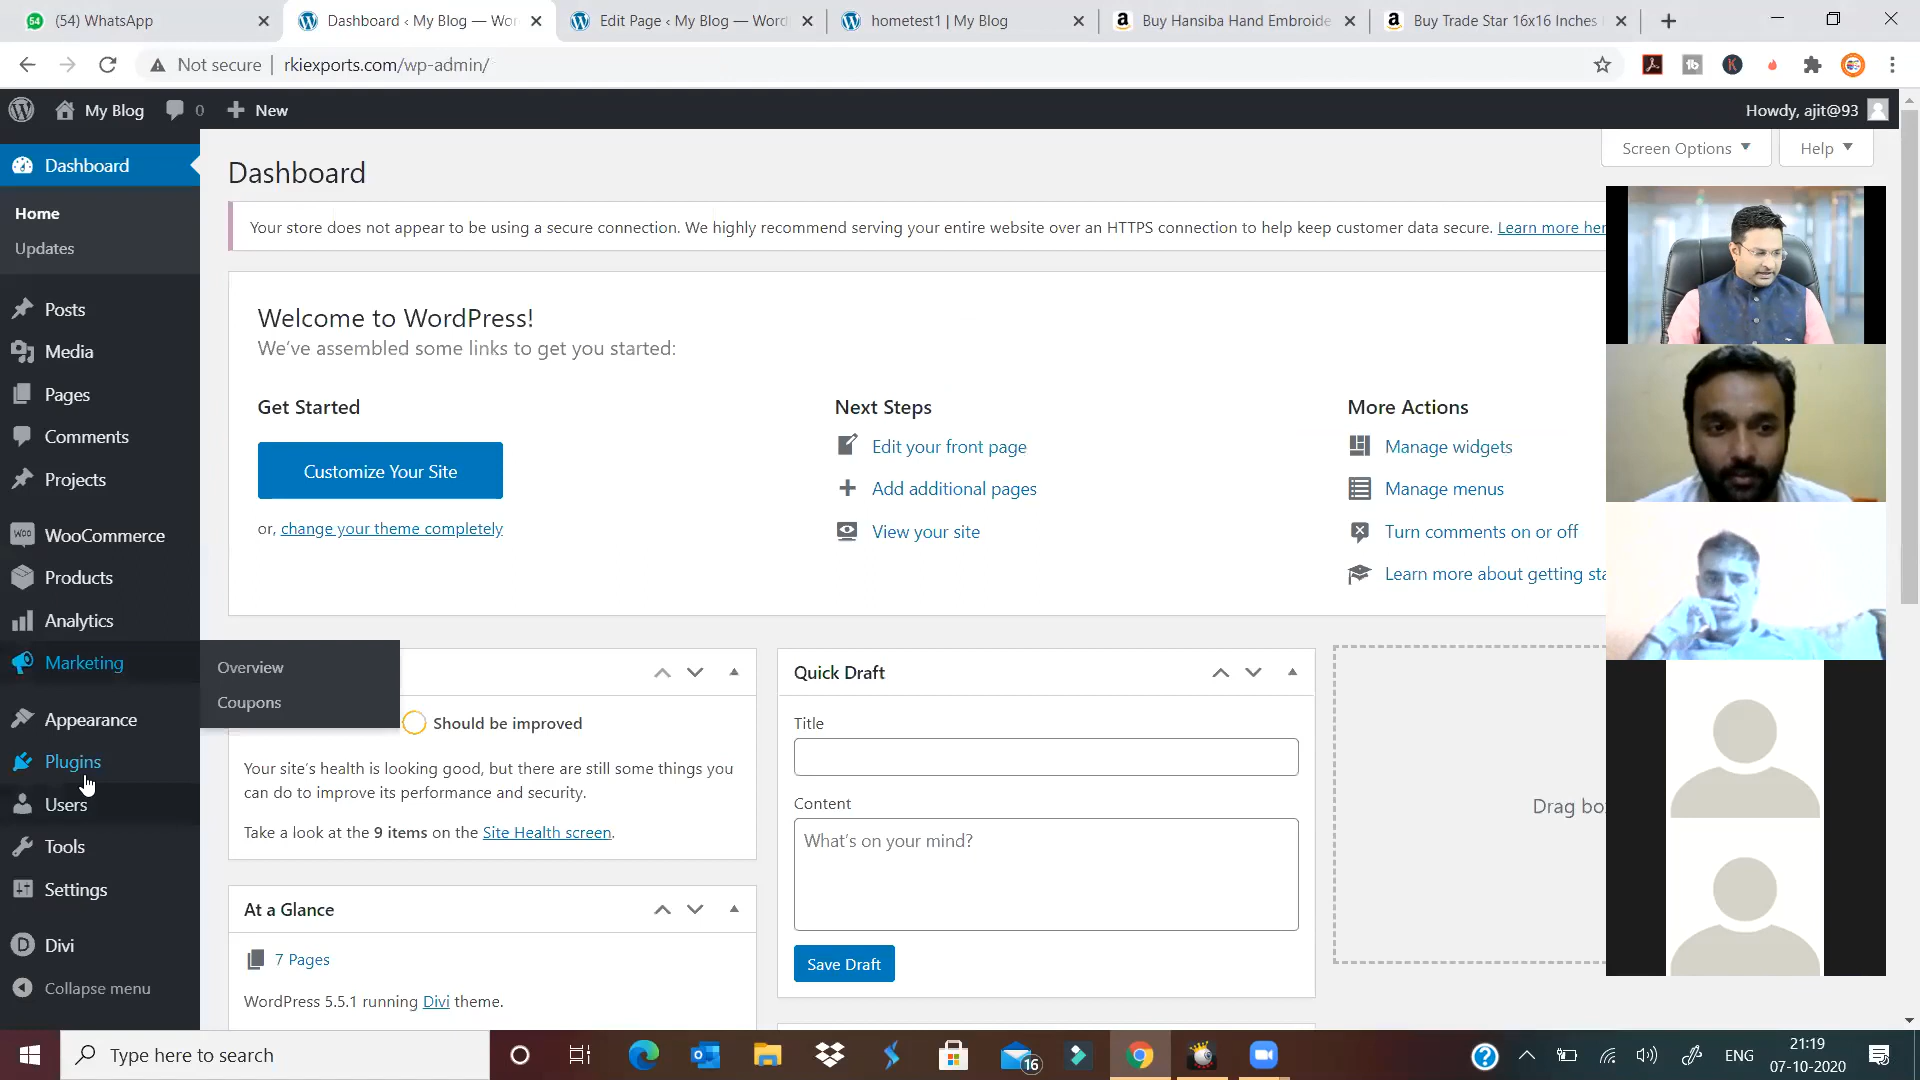 (54) WhatsApp
Dashboard ‹ My Blog — Wor
Edit Page ‹ My Blog — Word
hometest1 | My Blog
Buy Hansiba Hand Embroide
Buy Trade Star 16x16 Inches
Not secure | rkiexports.com/wp-admin/
My Blog 0 New
Howdy, ajit@93
Dashboard
Home
Updates
Posts
Media
Pages
Comments
Projects
WooCommerce
Products
Analytics
Marketing
Overview
Coupons
Appearance
Plugins
Users
Tools
Settings
Divi
Collapse menu
Screen Options
Help
Dashboard
Your store does not appear to be using a secure connection. We highly recommend serving your entire website over an HTTPS connection to help keep customer data secure. Learn more her
Welcome to WordPress!
We've assembled some links to get you started:
Get Started
Customize Your Site
or, change your theme completely
Next Steps
Edit your front page
Add additional pages
View your site
More Actions
Manage widgets
Manage menus
Turn comments on or off
Learn more about getting sta
Should be improved
Your site's health is looking good, but there are still some things you
can do to improve its performance and security.
Take a look at the 9 items on the Site Health screen.
At a Glance
7 Pages
WordPress 5.5.1 running Divi theme.
Quick Draft
Title
Content
What's on your mind?
Save Draft
Drag bo
Type here to search
16
ENG
21:19
07-10-2020